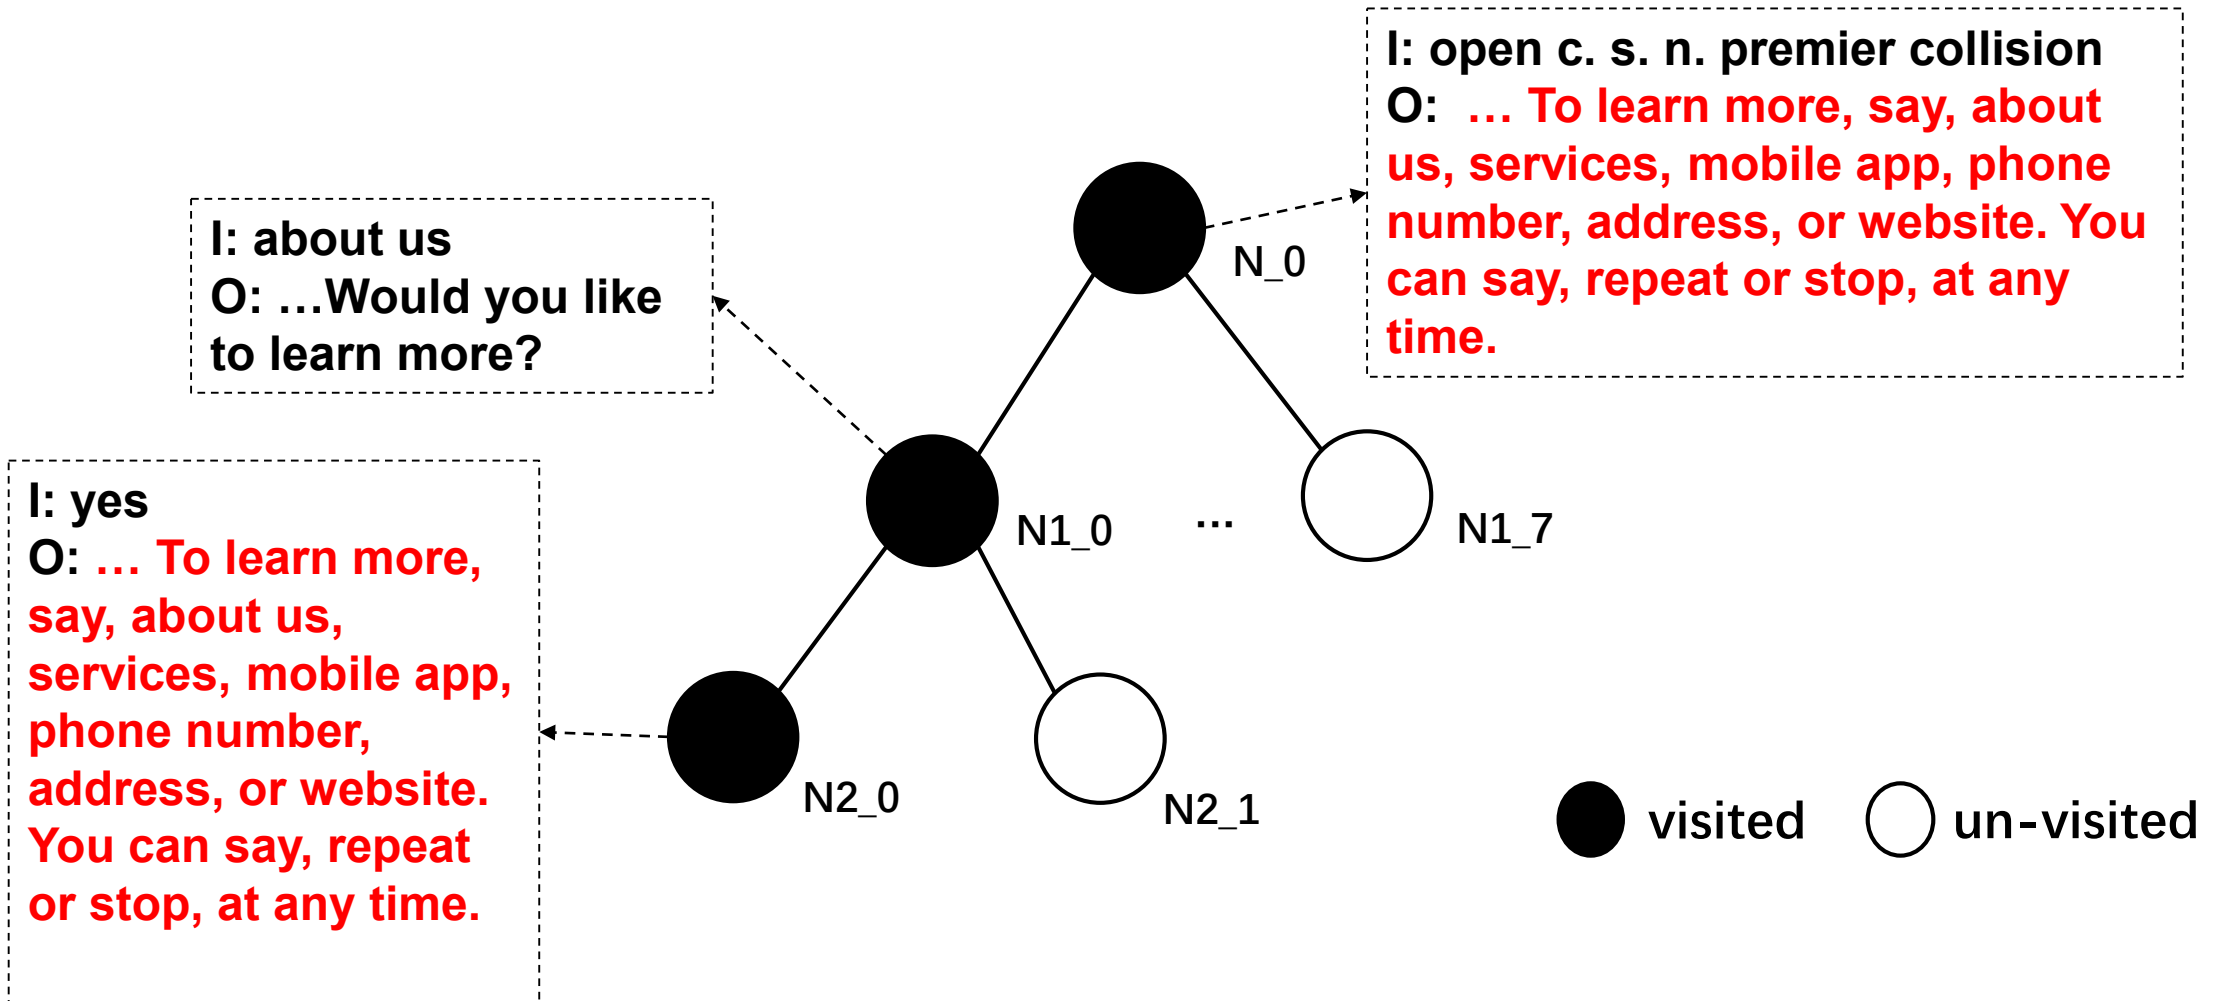 I: open c. s. n. premier collision
O:  … To learn more, say, about
us, services, mobile app, phone
number, address, or website. You
can say, repeat or stop, at any
time.
N_0
I: about us
O: …Would you like
to learn more?
N1_0
...
N1_7
I: yes
O: … To learn more,
say, about us,
services, mobile app,
phone number,
address, or website.
You can say, repeat
or stop, at any time.
N2_0
N2_1
visited
un-visited